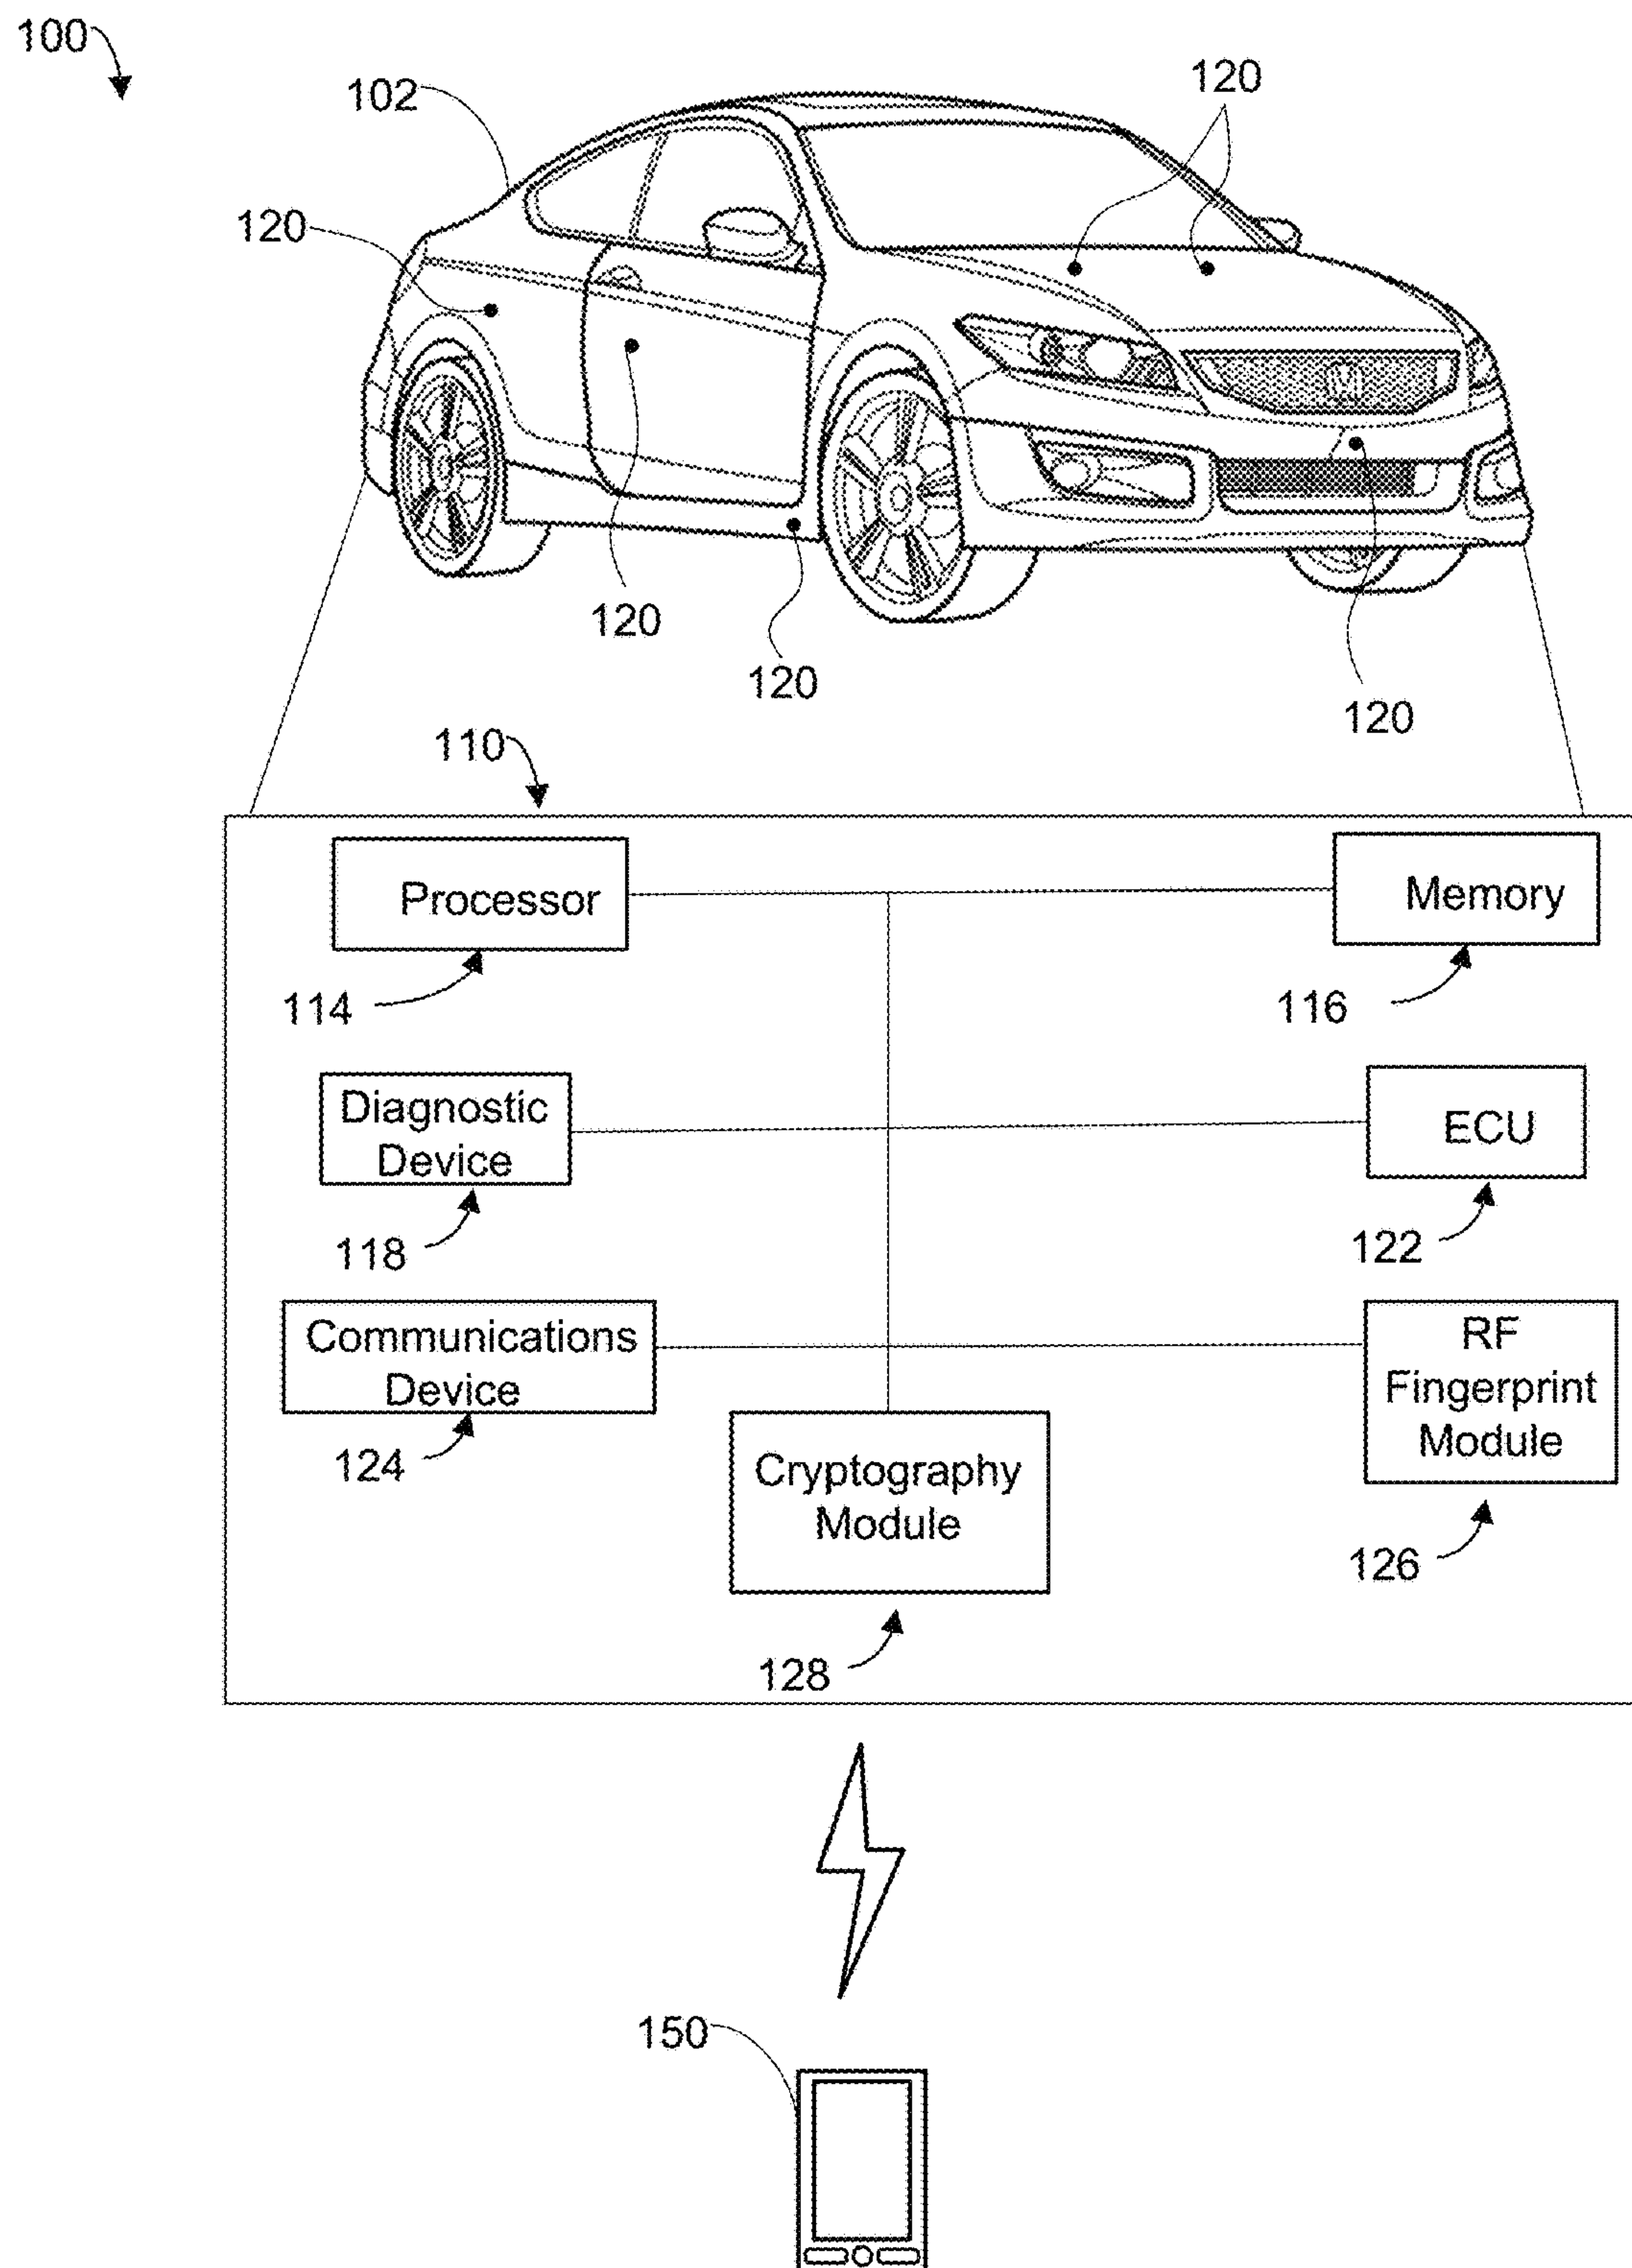 100
102
120
120
120
120
120
110
Processor
Memory
114
116
Diagnostic
Device
ECU
118
122
Communications
Device
RF
Fingerprint
Module
124
Cryptography
Module
126
128
150